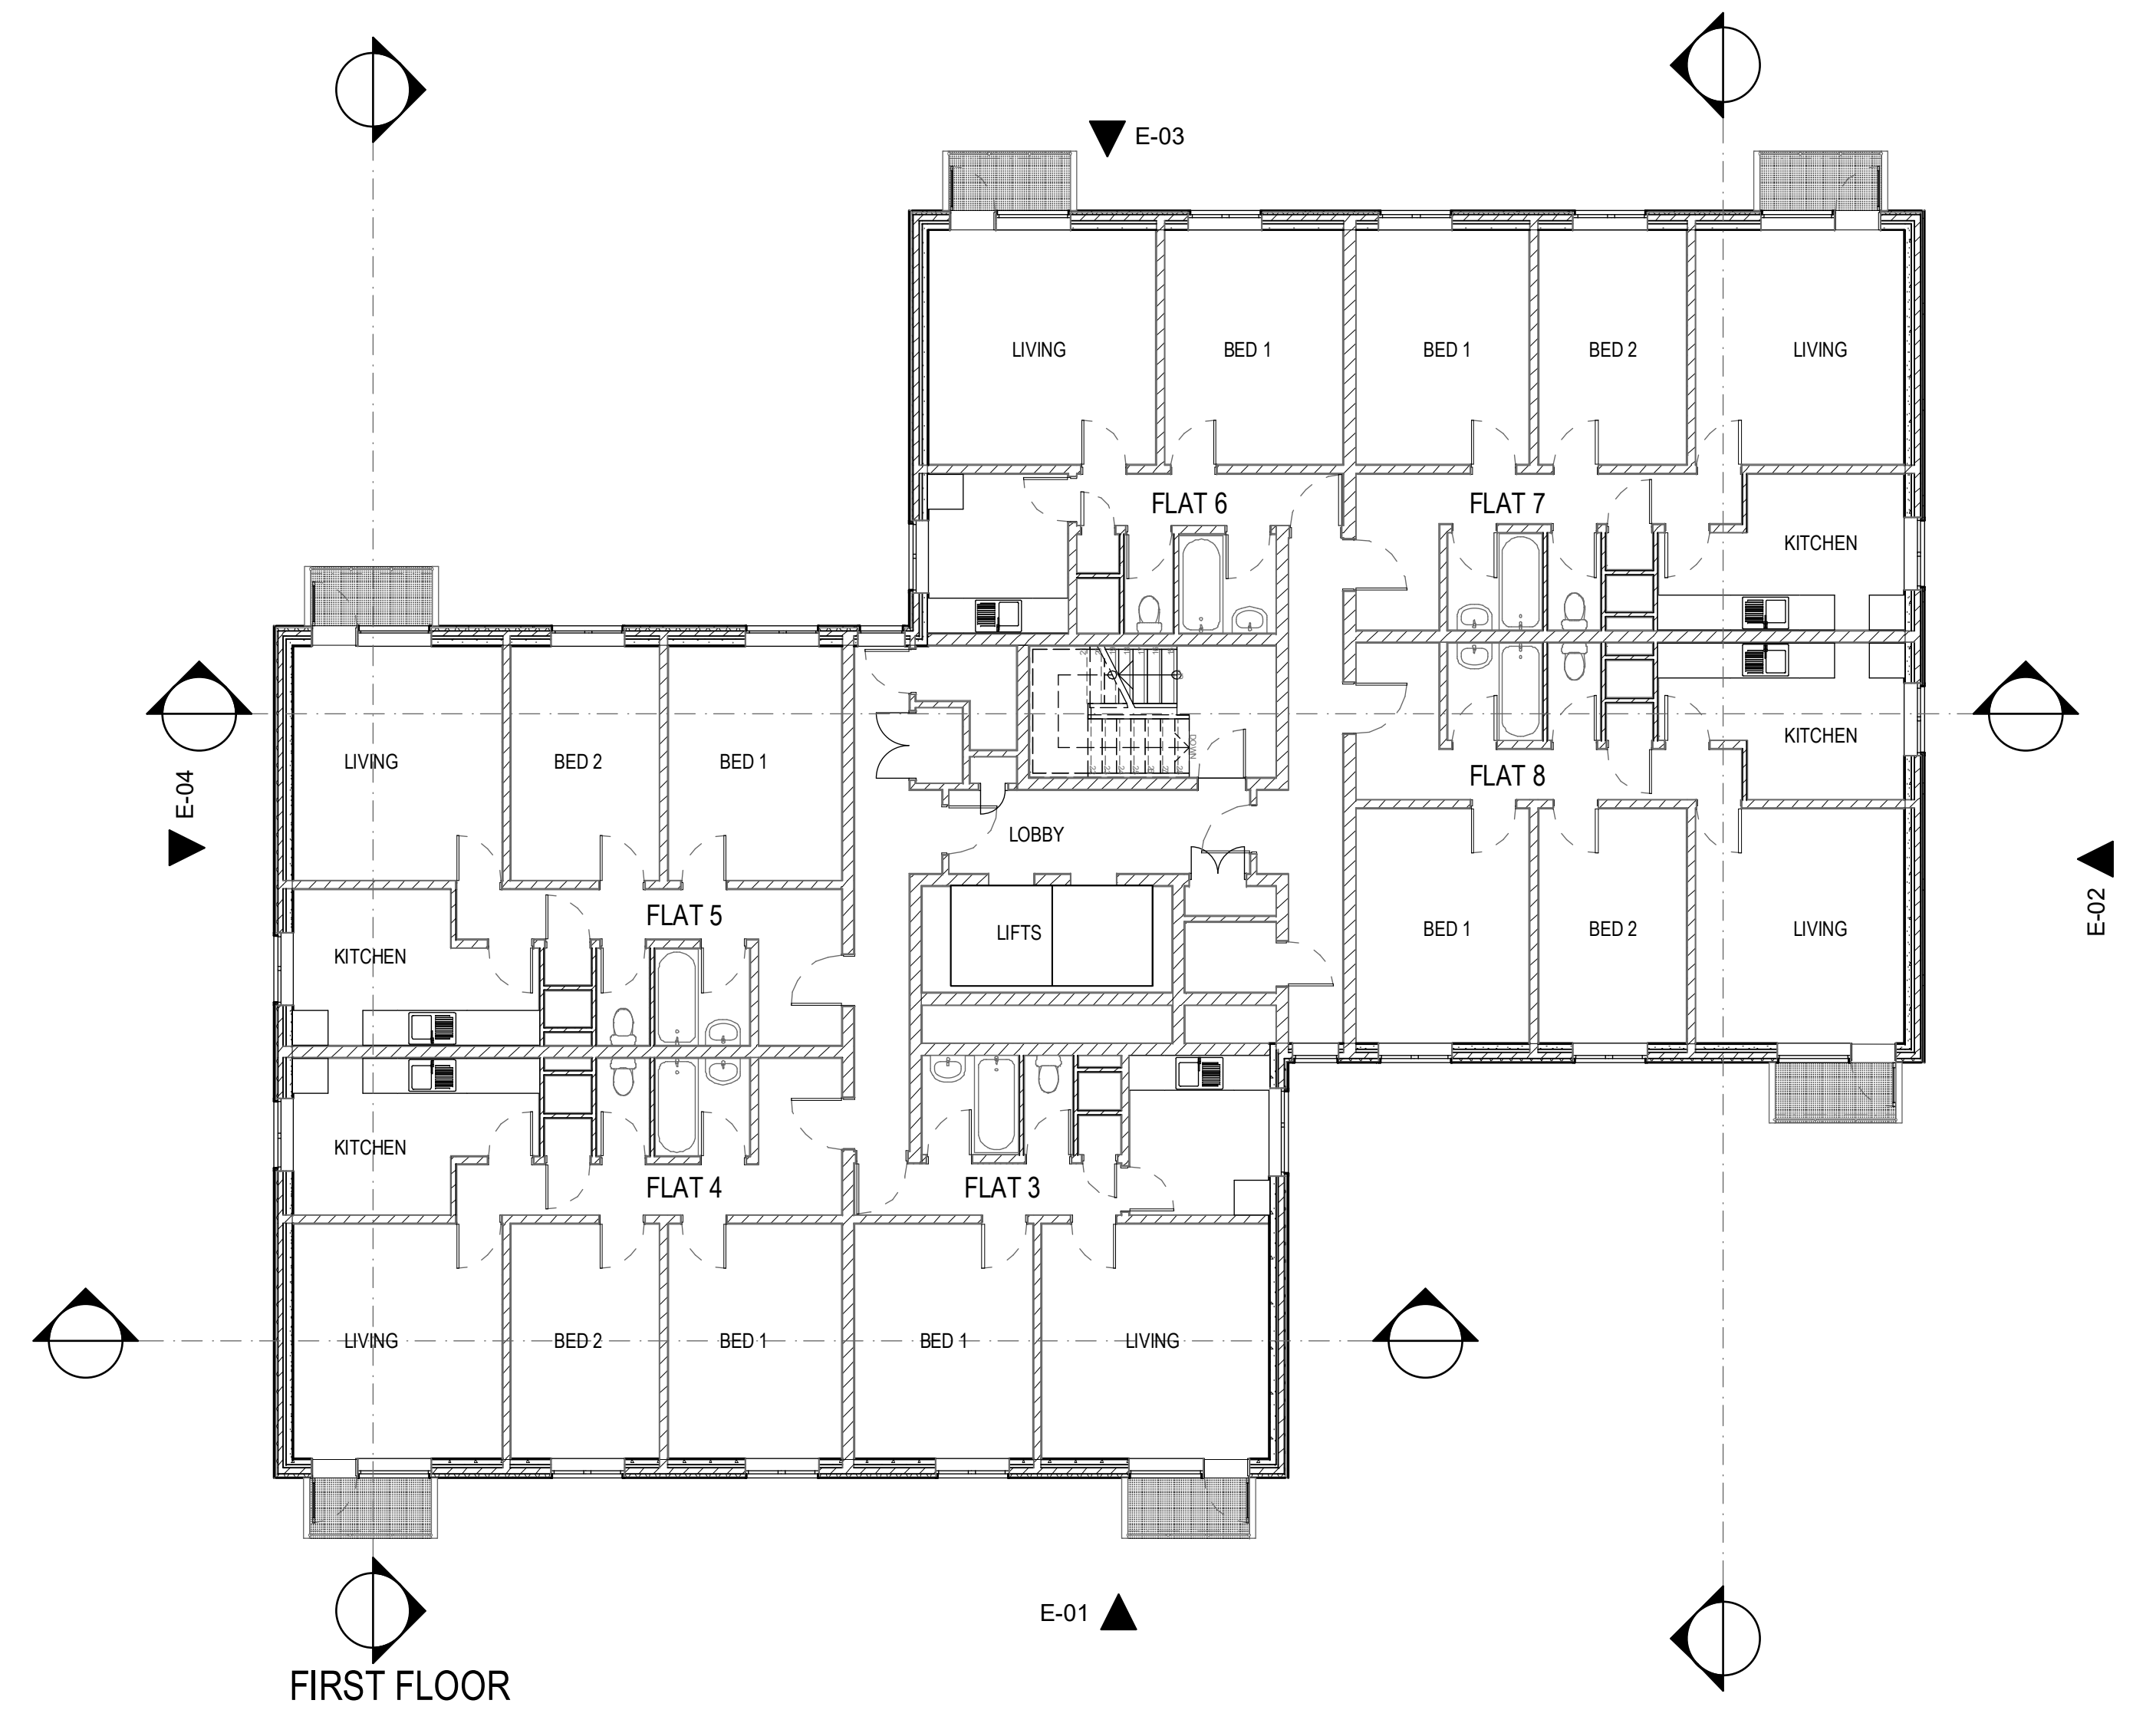 E-03
LIVING
BED 1
BED 1
BED 2
LIVING
FLAT 6
FLAT 7
KITCHEN
KITCHEN
LIVING
BED 2
BED 1
DOWN
FLAT 8
E-04
LOBBY
E-02
FLAT 5
LIFTS
BED 1
BED 2
LIVING
KITCHEN
KITCHEN
FLAT 4
FLAT 3
LIVING
BED 2
BED 1
BED 1
LIVING
E-01
FIRST FLOOR